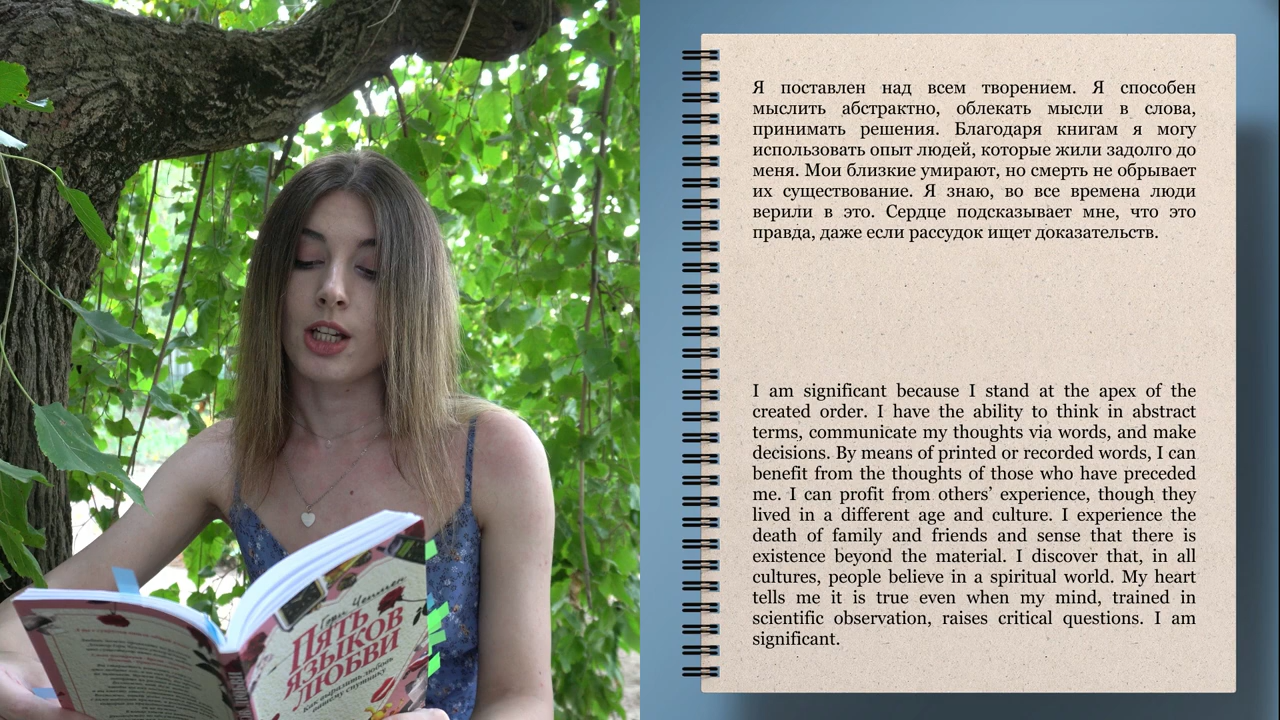 Гэри Чепмен
ПЯТЬ
ЯЗЫКОВ
ЛЮБВИ
Как выразить любовь
вашему спутнику
Я поставлен над всем творением. Я способен
мыслить абстрактно, облекать мысли в слова,
принимать решения. Благодаря книгам я могу
использовать опыт людей, которые жили задолго до
меня. Мои близкие умирают, но смерть не обрывает
их существование. Я знаю, во все времена люди
верили в это. Сердце подсказывает мне, что это
правда, даже если рассудок ищет доказательств.
I am significant because I stand at the apex of the
created order. I have the ability to think in abstract
terms, communicate my thoughts via words, and make
decisions. By means of printed or recorded words, I can
benefit from the thoughts of those who have preceded
me. I can profit from others’ experience, though they
lived in a different age and culture. I experience the
death of family and friends and sense that there is
existence beyond the material. I discover that, in all
cultures, people believe in a spiritual world. My heart
tells me it is true even when my mind, trained in
scientific observation, raises critical questions. I am
significant.